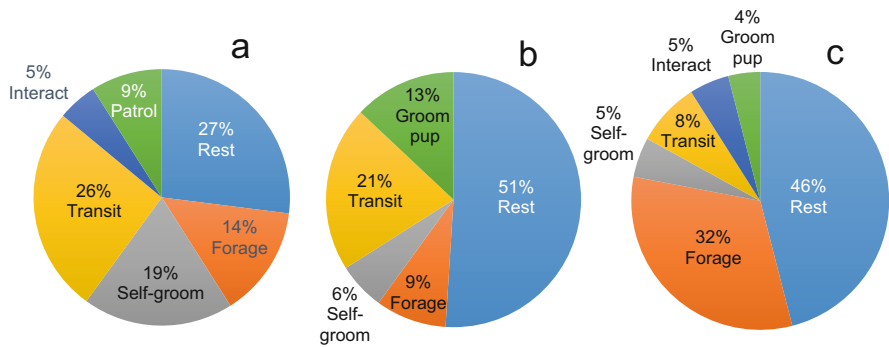 a
5%
Interact
9%
Patrol
27%
Rest
26%
Transit
14%
Forage
19%
Self-groom
b
13%
Groom
pup
21%
Transit
51%
Rest
6%
Self-
groom
9%
Forage
c
4%
Groom
pup
5%
Interact
5%
Self-
groom
8%
Transit
46%
Rest
32%
Forage